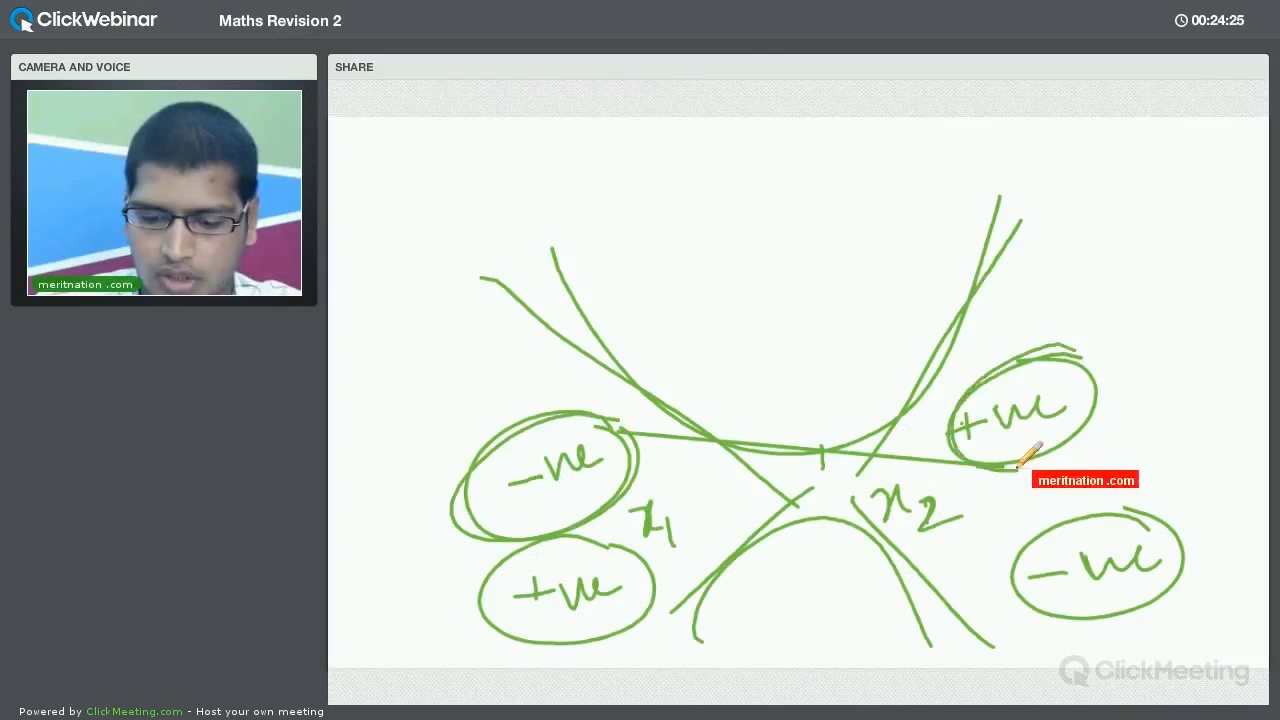 ClickWebinar
Maths Revision 2
00:24:25
CAMERA AND VOICE
SHARE
meritnation .com
+ve
-ve
meritnation .com
x1
x2
+ve
-ve
ClickMeeting
Powered by ClickMeeting.com - Host your own meeting